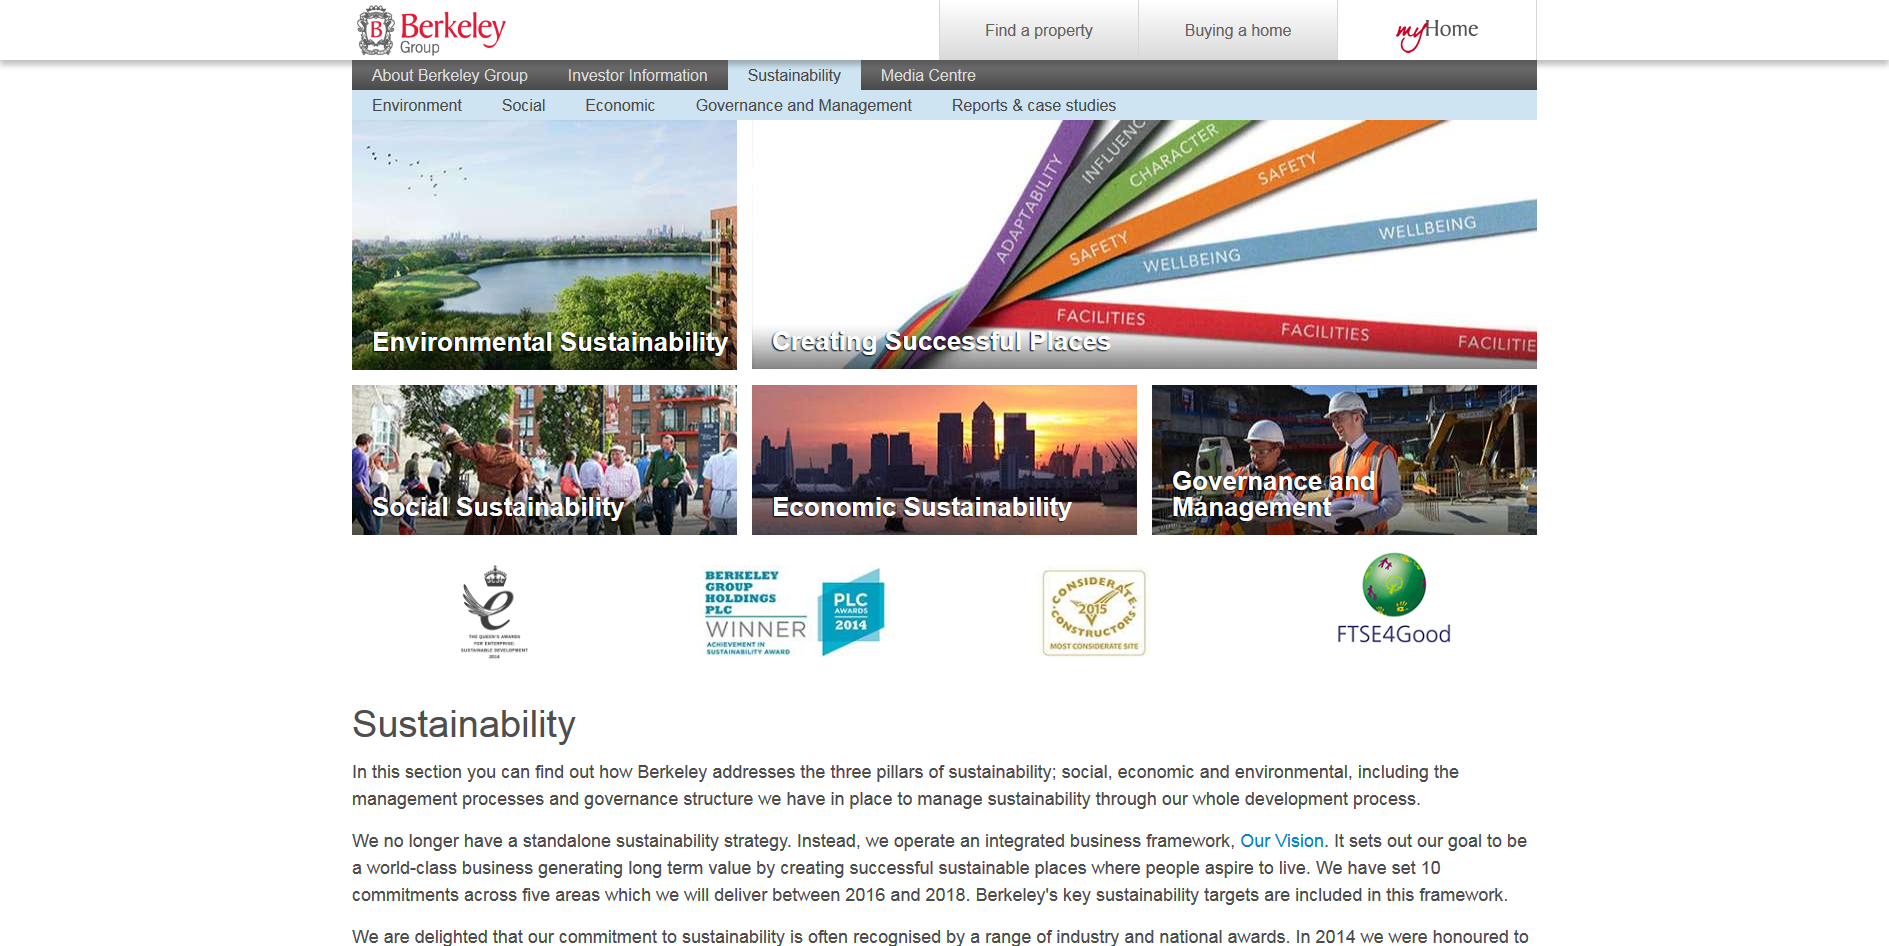 B Berkeley
Group
Find a property
Buying a home
myHome
About Berkeley Group
Investor Information
Sustainability
Media Centre
Environment
Social
Economic
Governance and Management
Reports & case studies
Environmental Sustainability
ADAPTABILITY
INFLUENC
CHARACTER
SAFETY
SAFETY
WELLBEING
WELLBEING
FACILITIES
FACILITIES
FACILITIE
Creating Successful Places
Social Sustainability
Economic Sustainability
Governance and
Management
THE QUEEN'S AWARDS
FOR ENTERPRISE:
SUSTAINABLE DEVELOPMENT
2014
BERKELEY
GROUP
HOLDINGS
PLC
WINNER
ACHIEVEMENT IN
SUSTAINABILITY AWARD
PLC
AWARDS
2014
CONSIDERATE
2015
CONSTRUCTORS
MOST CONSIDERATE SITE
FTSE4Good
Sustainability
In this section you can find out how Berkeley addresses the three pillars of sustainability; social, economic and environmental, including the
management processes and governance structure we have in place to manage sustainability through our whole development process.
We no longer have a standalone sustainability strategy. Instead, we operate an integrated business framework, Our Vision. It sets out our goal to be
a world-class business generating long term value by creating successful sustainable places where people aspire to live. We have set 10
commitments across five areas which we will deliver between 2016 and 2018. Berkeley's key sustainability targets are included in this framework.
We are delighted that our commitment to sustainability is often recognised by a range of industry and national awards. In 2014 we were honoured to